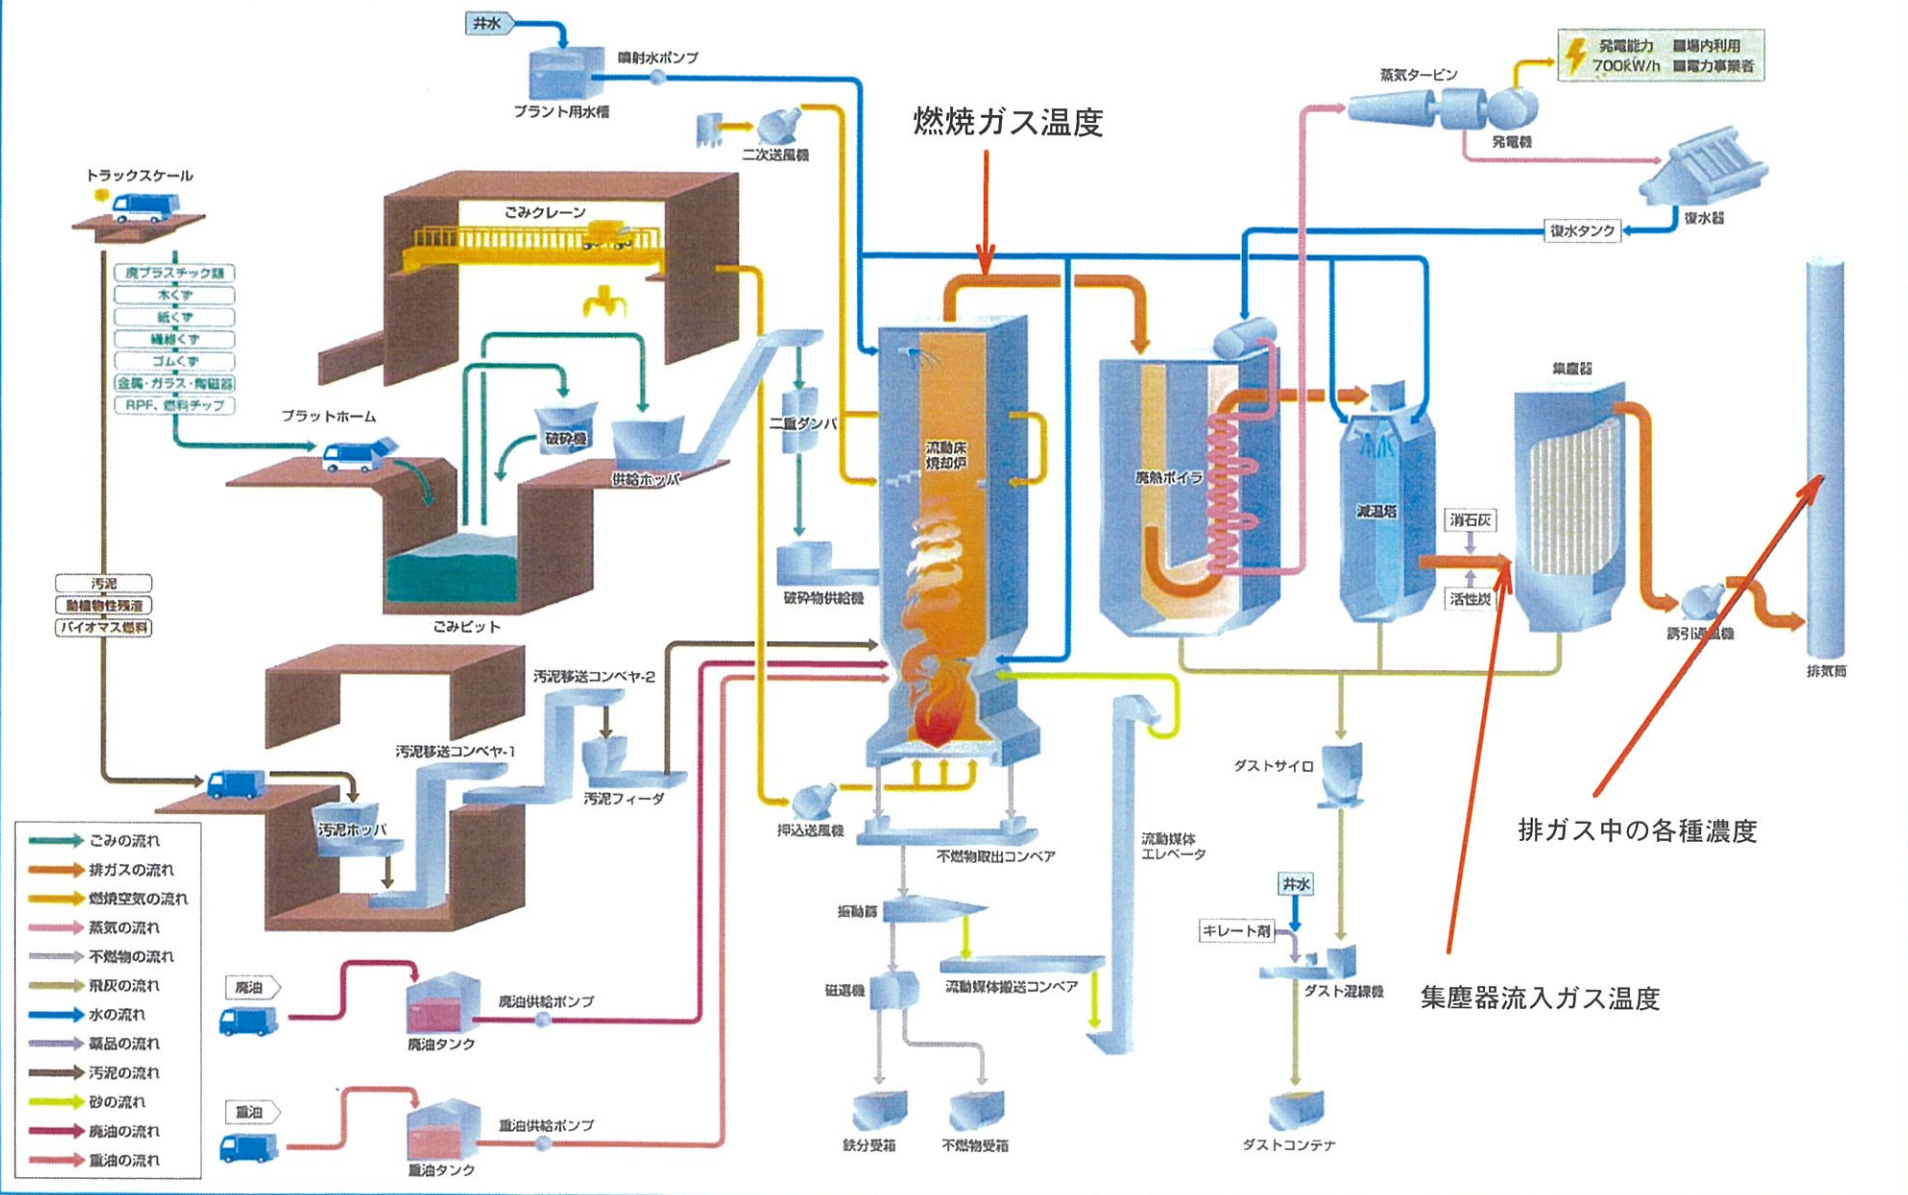 井水
プラント用水槽
噴射水ポンプ
二次送風機
燃焼ガス温度
蒸気タービン
発電機
発電能力 ■場内利用
700kW/h ■電力事業者
復水器
復水タンク
トラックスケール
廃プラスチック類
木くず
紙くず
繊維くず
ゴムくず
金属・ガラス・陶磁器
RPF、燃料チップ
ごみクレーン
プラットホーム
破砕機
供給ホッパ
二重ダンパ
破砕物供給機
ごみピット
流動床
焼却炉
廃熱ボイラ
減温塔
消石灰
活性炭
集塵器
誘引通風機
排気筒
汚泥
動植物性残渣
バイオマス燃料
汚泥移送コンベヤ-1
汚泥移送コンベヤ-2
汚泥ホッパ
汚泥フィーダ
押込送風機
不燃物取出コンベア
流動媒体
エレベータ
振動篩
磁選機
流動媒体搬送コンベア
鉄分受箱
不燃物受箱
ダストサイロ
井水
キレート剤
ダスト混練機
ダストコンテナ
排ガス中の各種濃度
集塵器流入ガス温度
廃油
廃油タンク
廃油供給ポンプ
重油
重油タンク
重油供給ポンプ
ごみの流れ
排ガスの流れ
燃焼空気の流れ
蒸気の流れ
不燃物の流れ
飛灰の流れ
水の流れ
薬品の流れ
汚泥の流れ
砂の流れ
廃油の流れ
重油の流れ